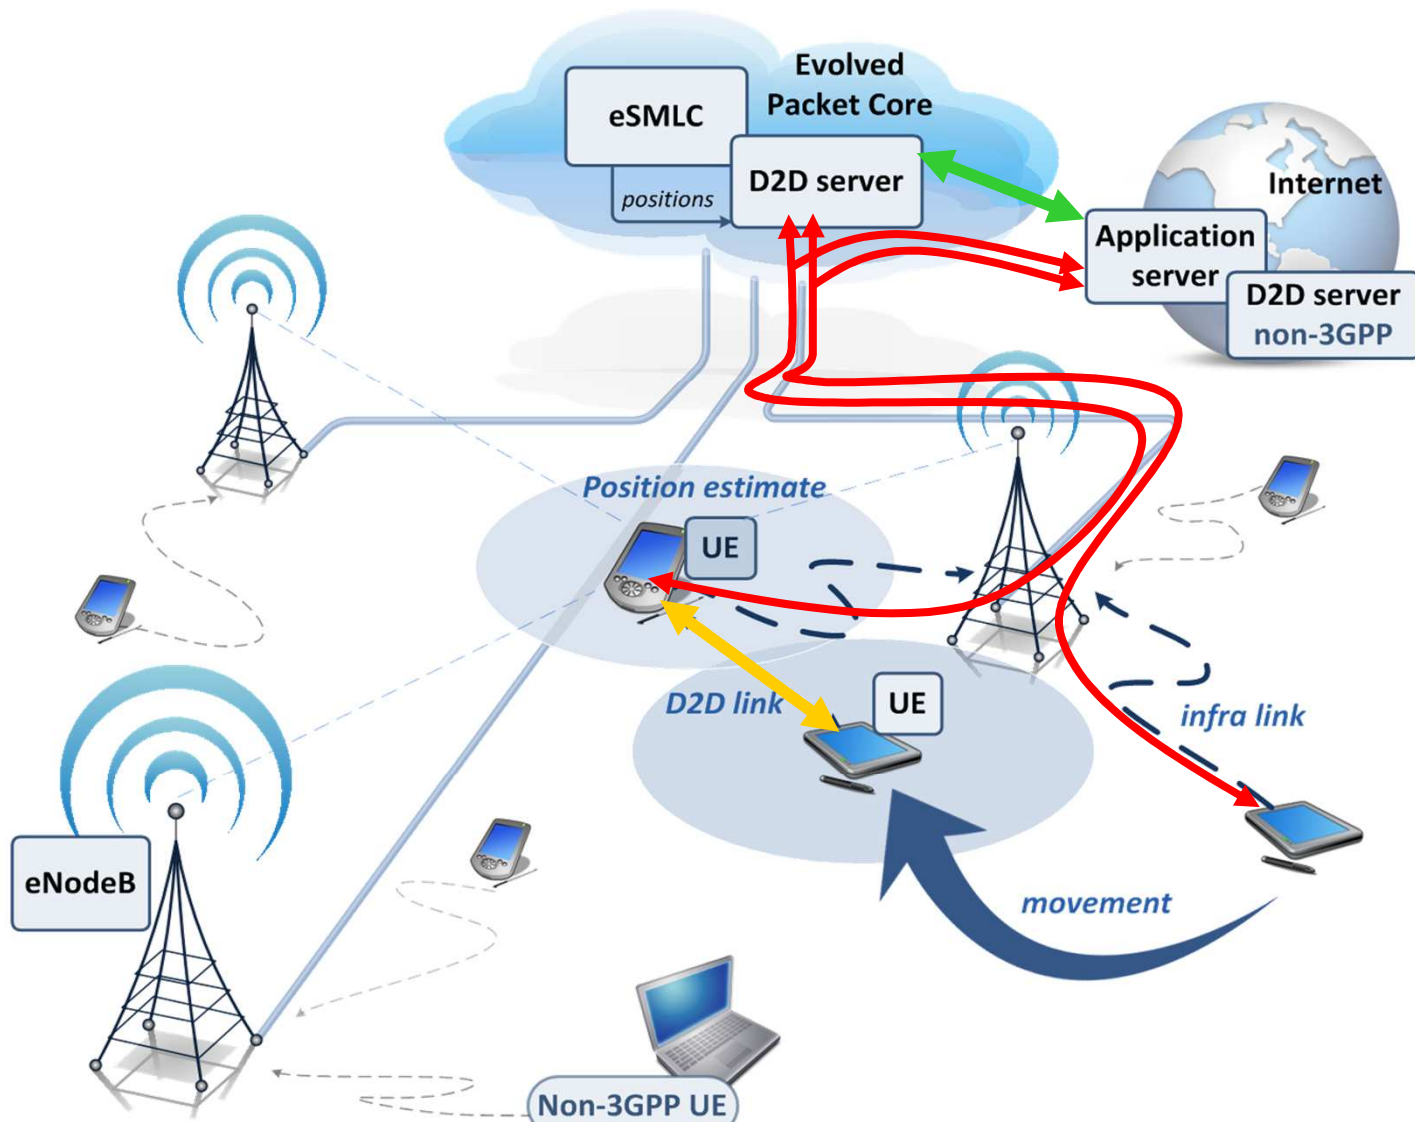 Evolved
Packet Core
eSMLC
D2D server
positions
Internet
Application
server
D2D server
non-3GPP
Position estimate
UE
D2D link
UE
infra link
eNodeB
movement
Non-3GPP UE